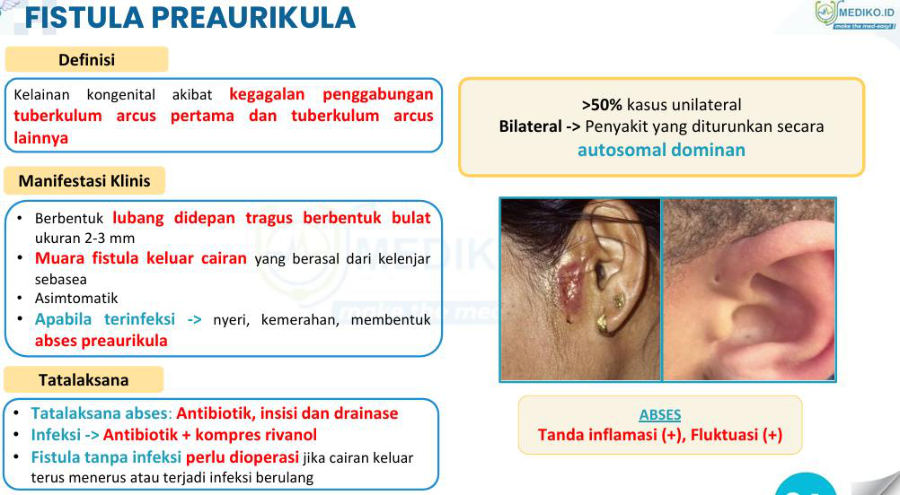 FISTULA PREAURIKULA
MEDIKO.ID
make the med-easy!
Definisi
Kelainan kongenital akibat kegagalan penggabungan
tuberkulum arcus pertama dan tuberkulum arcus
lainnya
>50% kasus unilateral
Bilateral -> Penyakit yang diturunkan secara
autosomal dominan
Manifestasi Klinis
• Berbentuk lubang didepan tragus berbentuk bulat
ukuran 2-3 mm
• Muara fistula keluar cairan yang berasal dari kelenjar
sebasea
• Asimtomatik
• Apabila terinfeksi -> nyeri, kemerahan, membentuk
abses preaurikula
Tatalaksana
• Tatalaksana abses: Antibiotik, insisi dan drainase
• Infeksi -> Antibiotik + kompres rivanol
• Fistula tanpa infeksi perlu dioperasi jika cairan keluar
terus menerus atau terjadi infeksi berulang
ABSES
Tanda inflamasi (+), Fluktuasi (+)